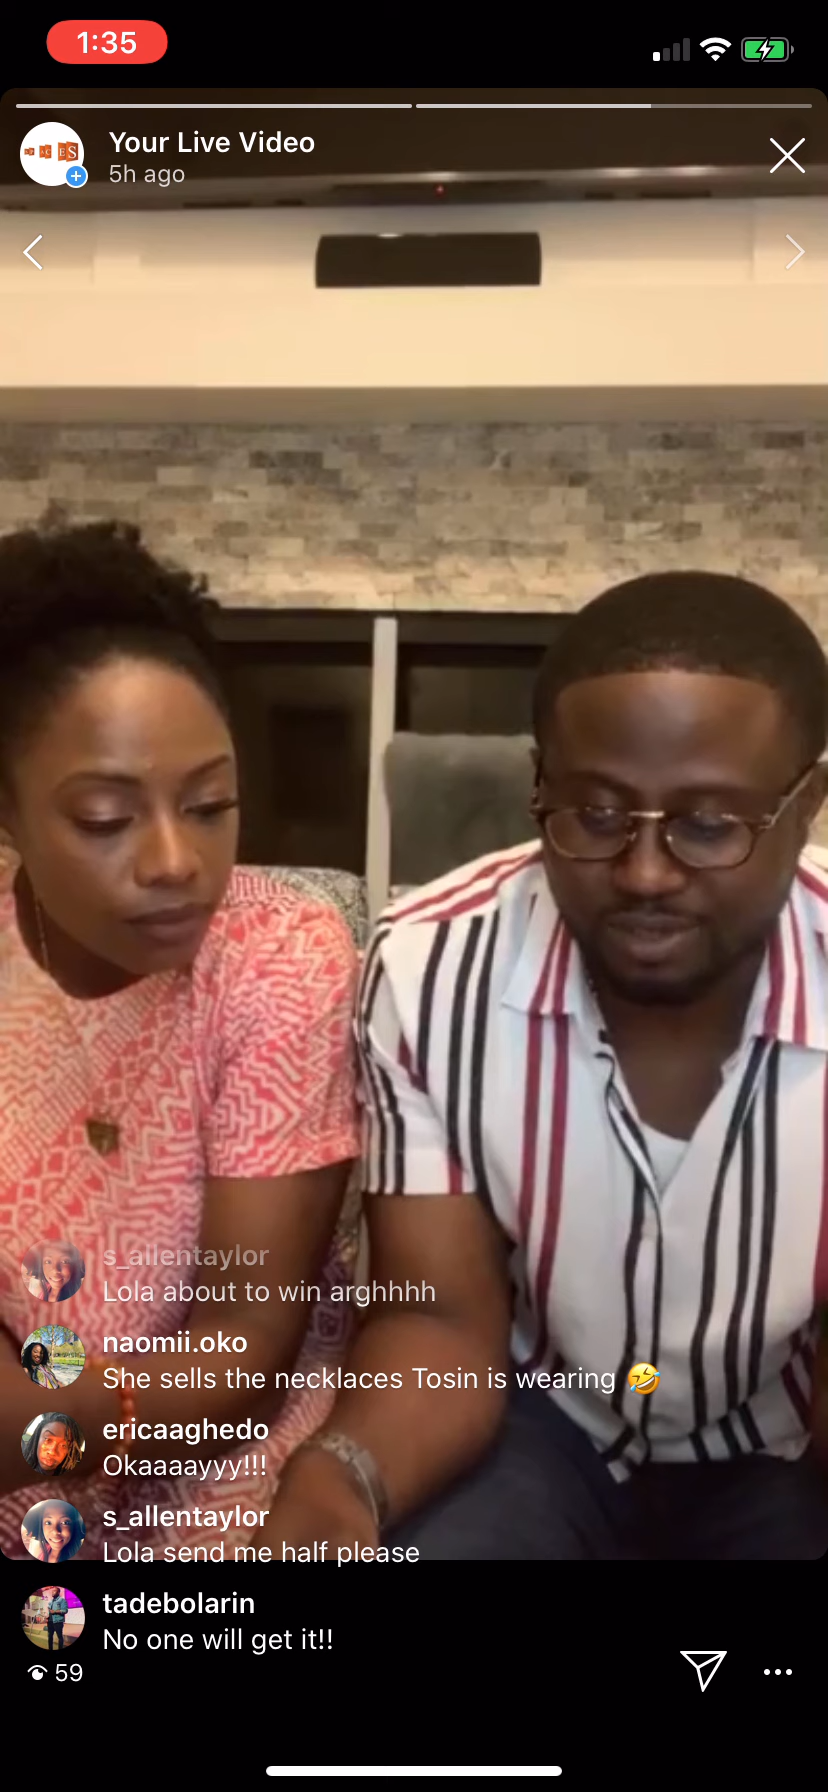 1:35
Your Live Video
5h ago
s_allentaylor
Lola about to win arghhhh
naomii.oko
She sells the necklaces Tosin is wearing 🤣
ericaaghedo
Okaaaayyy!!!
s_allentaylor
Lola send me half please
tadebolarin
No one will get it!!
59